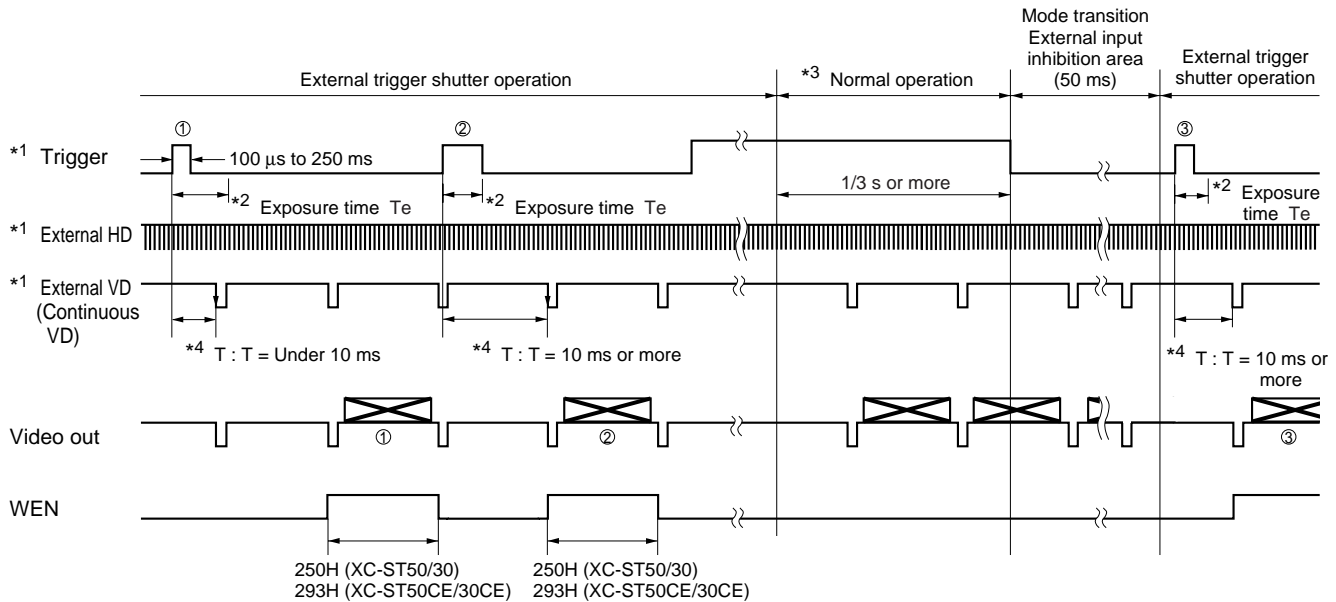 Mode transition
External input
inhibition area
(50 ms)
External trigger shutter operation
*3 Normal operation
External trigger
shutter operation
①
②
③
*1 Trigger
100 μs to 250 ms
1/3 s or more
*2 Exposure time Te
*2 Exposure time Te
*2 Exposure
time Te
*1 External HD
*1 External VD
(Continuous
VD)
*4 T : T = Under 10 ms
*4 T : T = 10 ms or more
*4 T : T = 10 ms or
more
Video out
①
②
③
WEN
250H (XC-ST50/30)
293H (XC-ST50CE/30CE)
250H (XC-ST50/30)
293H (XC-ST50CE/30CE)